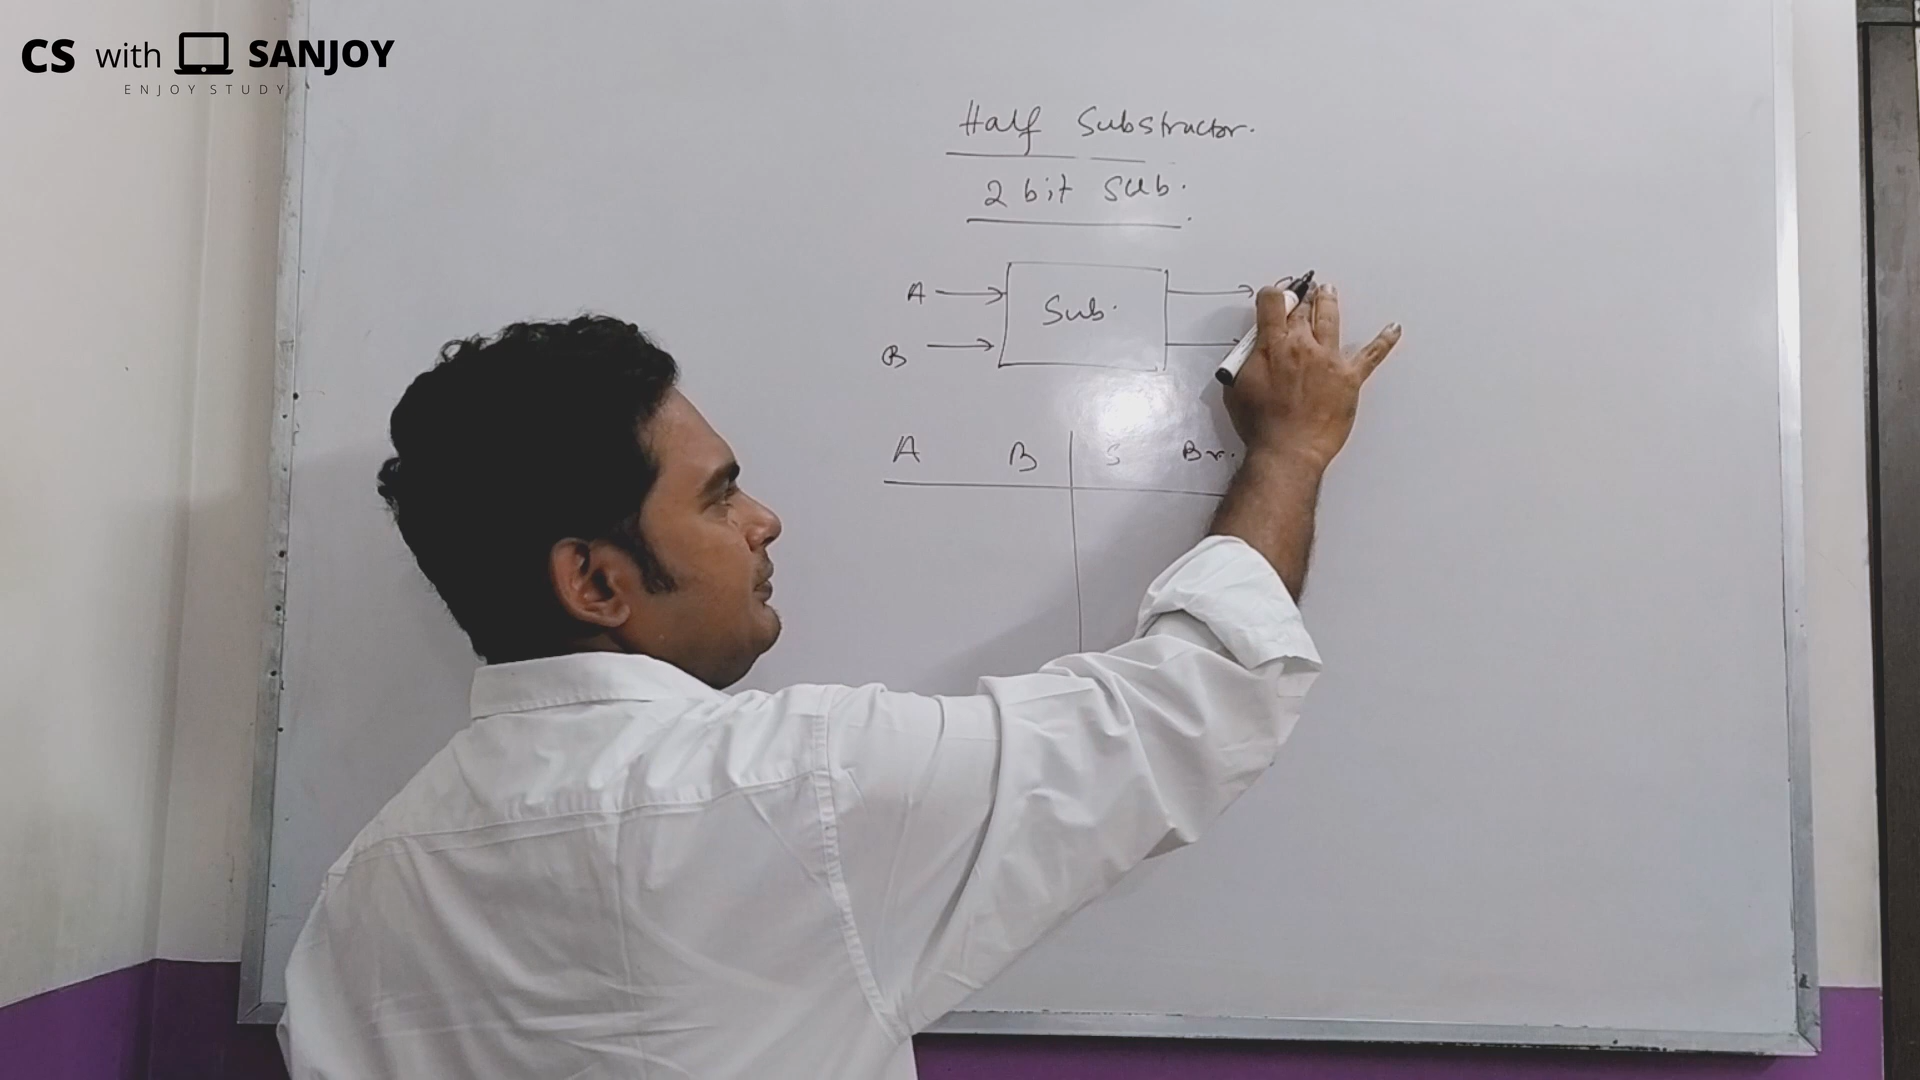 CS with SANJOY
ENJOY STUDY
Half Substructor.
2 bit sub.
A
Sub.
B
A B S Br.